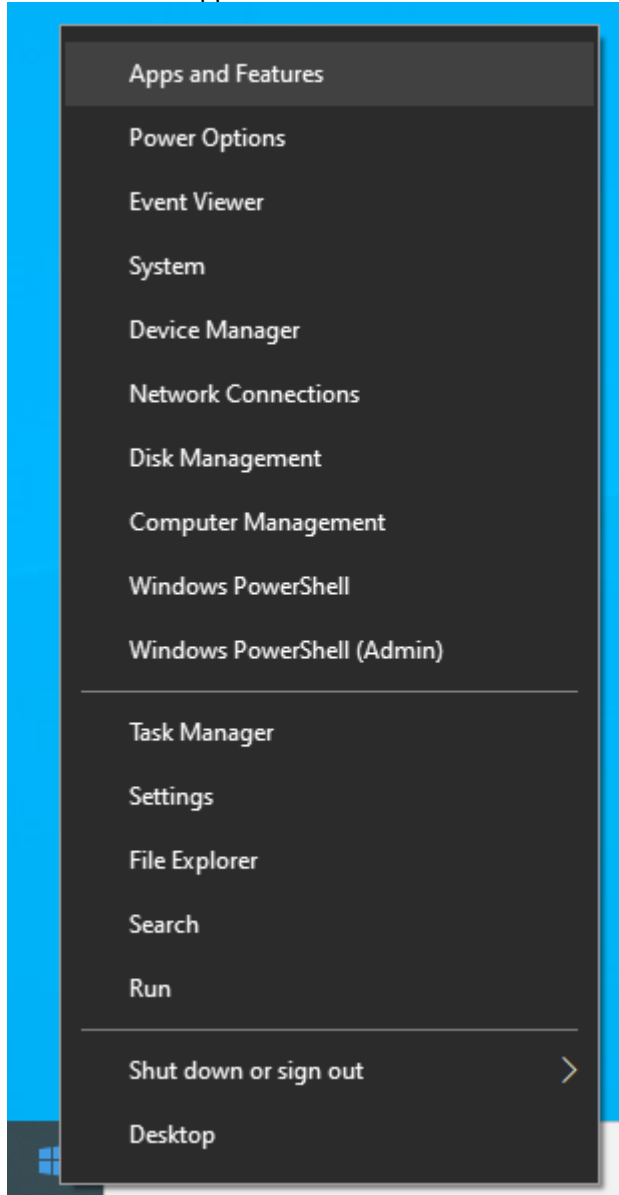 Apps and Features
Power Options
Event Viewer
System
Device Manager
Network Connections
Disk Management
Computer Management
Windows PowerShell
Windows PowerShell (Admin)
Task Manager
Settings
File Explorer
Search
Run
Shut down or sign out
Desktop